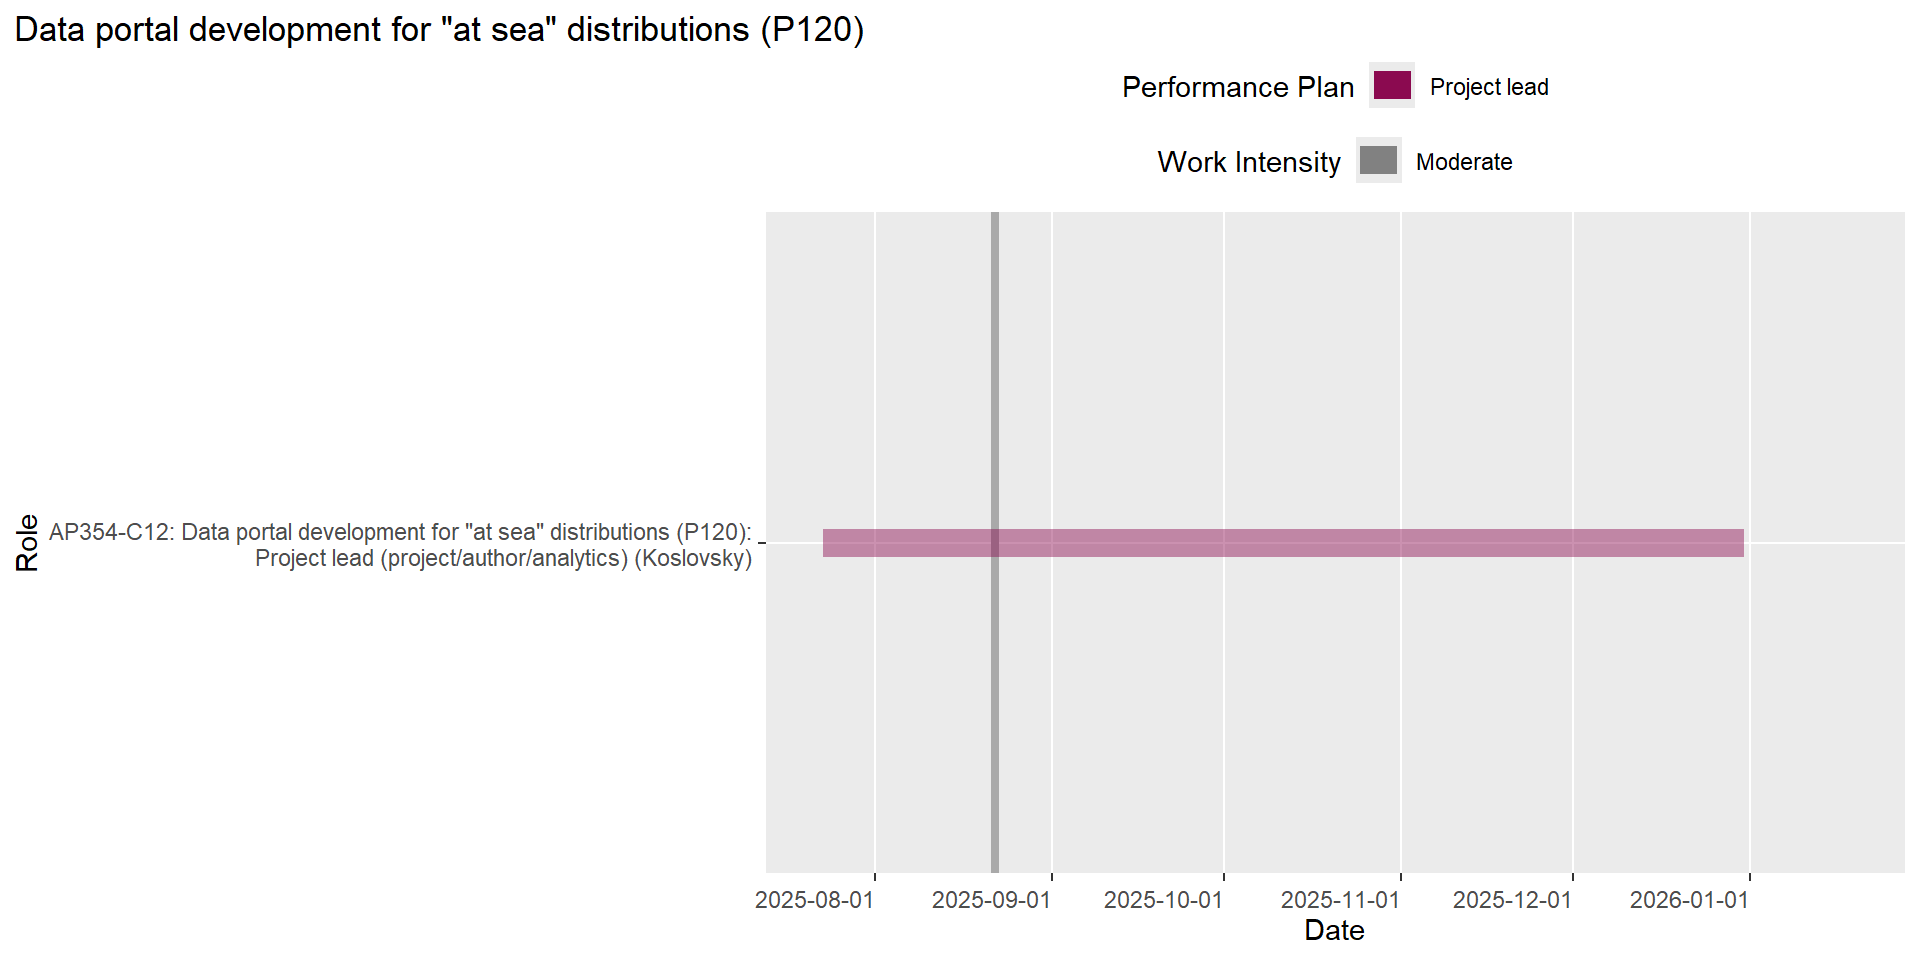 Data portal development for "at sea" distributions (P120)
Performance Plan
Project lead
Work Intensity
Moderate
Role
AP354-C12: Data portal development for "at sea" distributions (P120):
Project lead (project/author/analytics) (Koslovsky)
2025-08-01
2025-09-01
2025-10-01
2025-11-01
2025-12-01
2026-01-01
Date